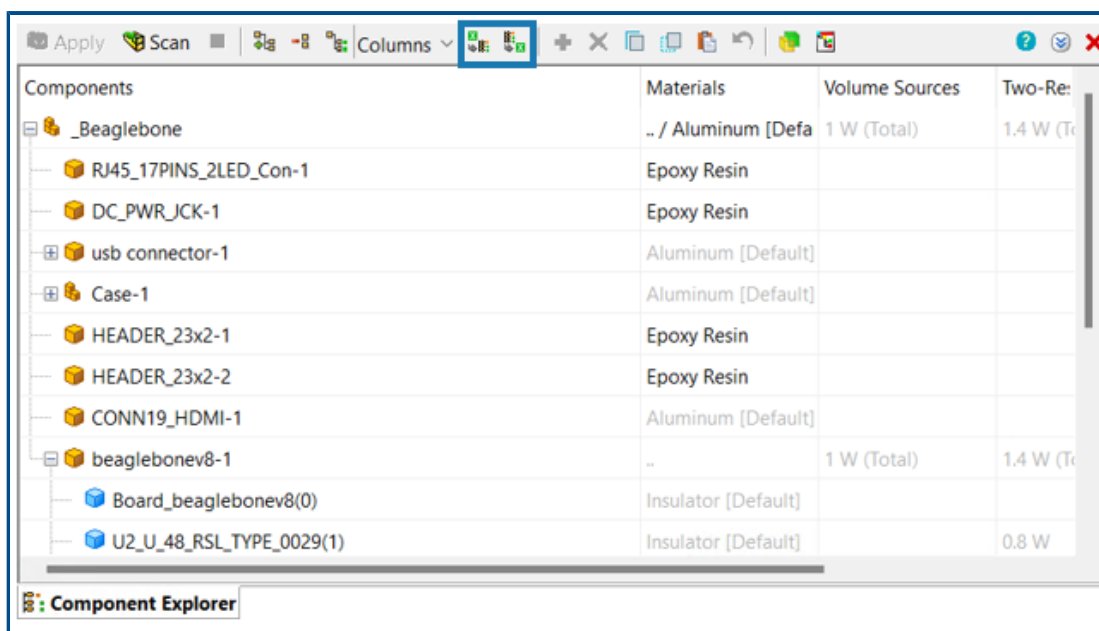 Apply Scan Columns
Components Materials Volume Sources Two-Re:
_Beaglebone .. / Aluminum [Defa 1 W (Total) 1.4 W (To
RJ45_17PINS_2LED_Con-1 Epoxy Resin
DC_PWR_JCK-1 Epoxy Resin
usb connector-1 Aluminum [Default]
Case-1 Aluminum [Default]
HEADER_23x2-1 Epoxy Resin
HEADER_23x2-2 Epoxy Resin
CONN19_HDMI-1 Aluminum [Default]
beaglebonev8-1 .. 1 W (Total) 1.4 W (To
Board_beaglebonev8(0) Insulator [Default]
U2_U_48_RSL_TYPE_0029(1) Insulator [Default] 0.8 W
Component Explorer